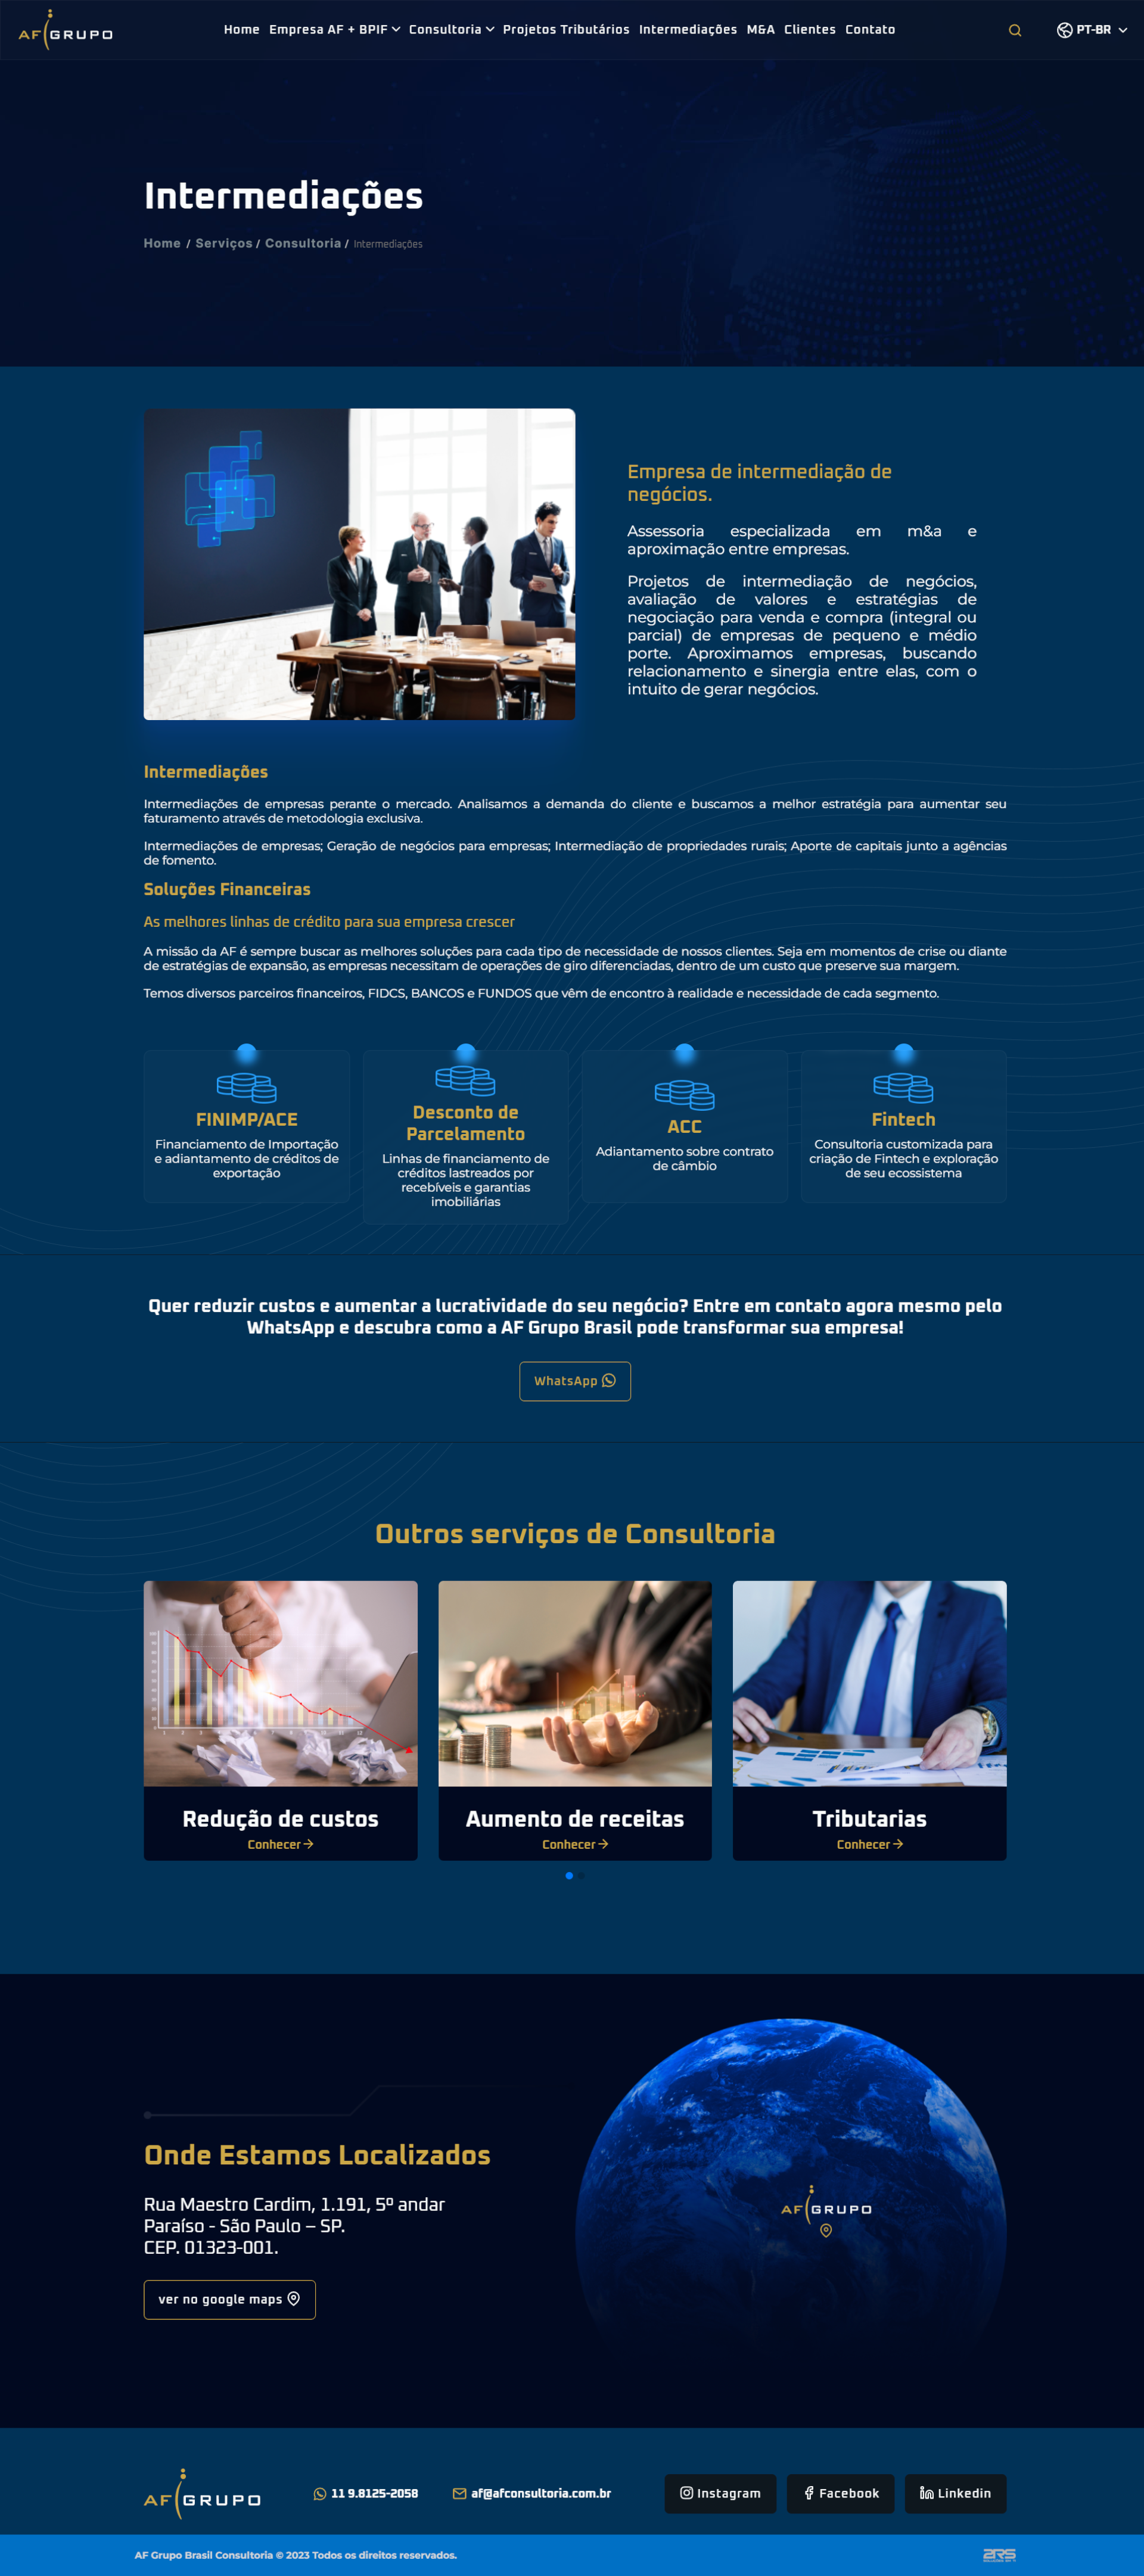 AF GRUPO
Home Empresa AF + BPIF Consultoria Projetos Tributários Intermediações M&A Clientes Contato
PT-BR
Intermediações
Home / Serviços / Consultoria / Intermediações
Empresa de intermediação de
negócios.
Assessoria especializada em m&a e
aproximação entre empresas.
Projetos de intermediação de negócios,
avaliação de valores e estratégias de
negociação para venda e compra (integral ou
parcial) de empresas de pequeno e médio
porte. Aproximamos empresas, buscando
relacionamento e sinergia entre elas, com o
intuito de gerar negócios.
Intermediações
Intermediações de empresas perante o mercado. Analisamos a demanda do cliente e buscamos a melhor estratégia para aumentar seu
faturamento através de metodologia exclusiva.
Intermediações de empresas; Geração de negócios para empresas; Intermediação de propriedades rurais; Aporte de capitais junto a agências
de fomento.
Soluções Financeiras
As melhores linhas de crédito para sua empresa crescer
A missão da AF é sempre buscar as melhores soluções para cada tipo de necessidade de nossos clientes. Seja em momentos de crise ou diante
de estratégias de expansão, as empresas necessitam de operações de giro diferenciadas, dentro de um custo que preserve sua margem.
Temos diversos parceiros financeiros, FIDCS, BANCOS e FUNDOS que vêm de encontro à realidade e necessidade de cada segmento.
FINIMP/ACE
Financiamento de Importação
e adiantamento de créditos de
exportação
Desconto de
Parcelamento
Linhas de financiamento de
créditos lastreados por
recebíveis e garantias
imobiliárias
ACC
Adiantamento sobre contrato
de câmbio
Fintech
Consultoria customizada para
criação de Fintech e exploração
de seu ecossistema
Quer reduzir custos e aumentar a lucratividade do seu negócio? Entre em contato agora mesmo pelo
WhatsApp e descubra como a AF Grupo Brasil pode transformar sua empresa!
WhatsApp
Outros serviços de Consultoria
Redução de custos
Conhecer
Aumento de receitas
Conhecer
Tributarias
Conhecer
Onde Estamos Localizados
Rua Maestro Cardim, 1.191, 5º andar
Paraíso - São Paulo – SP.
CEP. 01323-001.
ver no google maps
AF GRUPO
AF GRUPO
11 9.8125-2058
af@afconsultoria.com.br
Instagram
Facebook
Linkedin
AF Grupo Brasil Consultoria © 2023 Todos os direitos reservados.
2RS